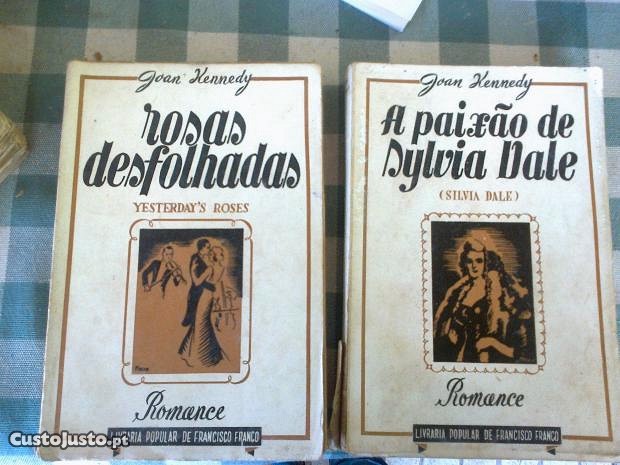 Joan Kennedy
rosas
desfolhadas
YESTERDAY'S ROSES
Romance
LIVRARIA POPULAR DE FRANCISCO FRANCO
Joan Kennedy
A paixão de
Sylvia Dale
(SILVIA DALE)
Romance
LIVRARIA POPULAR DE FRANCISCO FRANCO
CustoJusto.pt